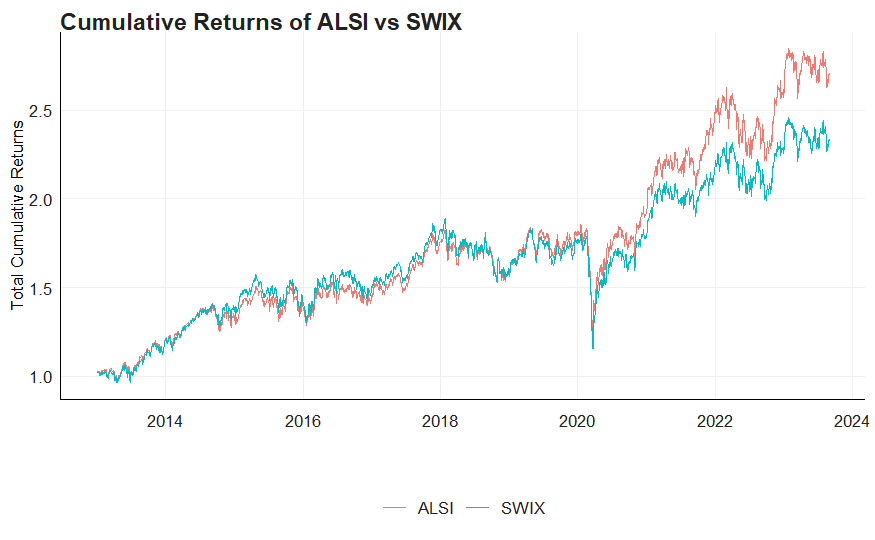 Cumulative Returns of ALSI vs SWIX
Total Cumulative Returns
2.5
2.0
1.5
1.0
2014 2016 2018 2020 2022 2024
ALSI SWIX